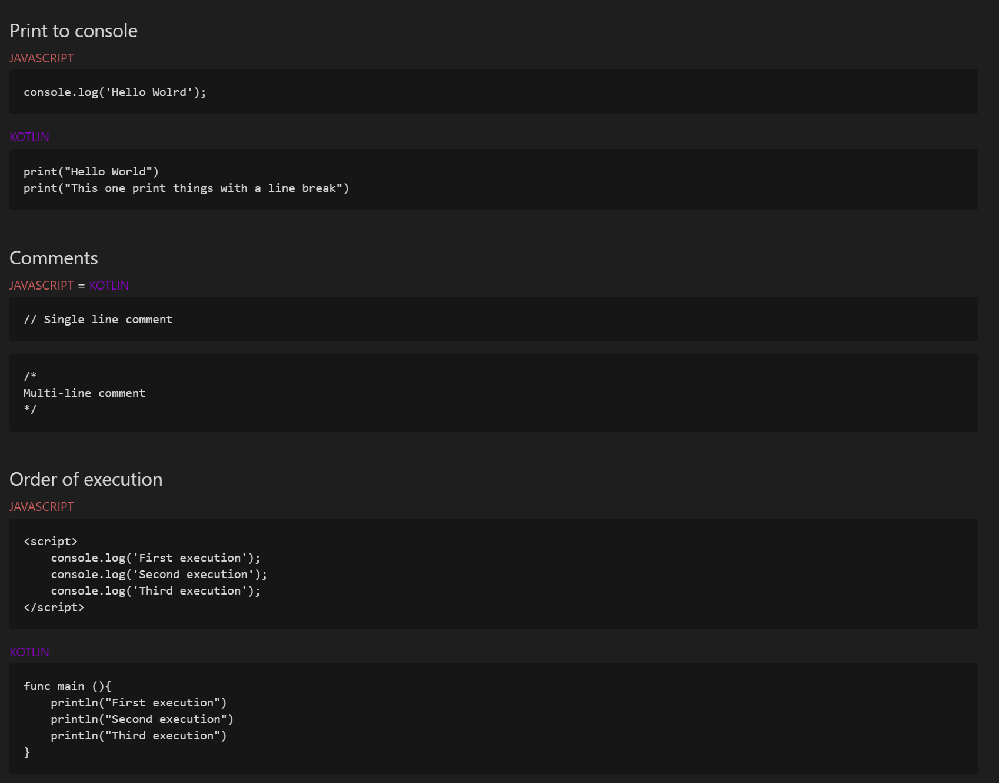 Print to console
JAVASCRIPT
console.log('Hello Wolrd');
KOTLIN
print("Hello World")
print("This one print things with a line break")
Comments
JAVASCRIPT = KOTLIN
// Single line comment
/*
Multi-line comment
*/
Order of execution
JAVASCRIPT
<script>
    console.log('First execution');
    console.log('Second execution');
    console.log('Third execution');
</script>
KOTLIN
func main (){
    println("First execution")
    println("Second execution")
    println("Third execution")
}